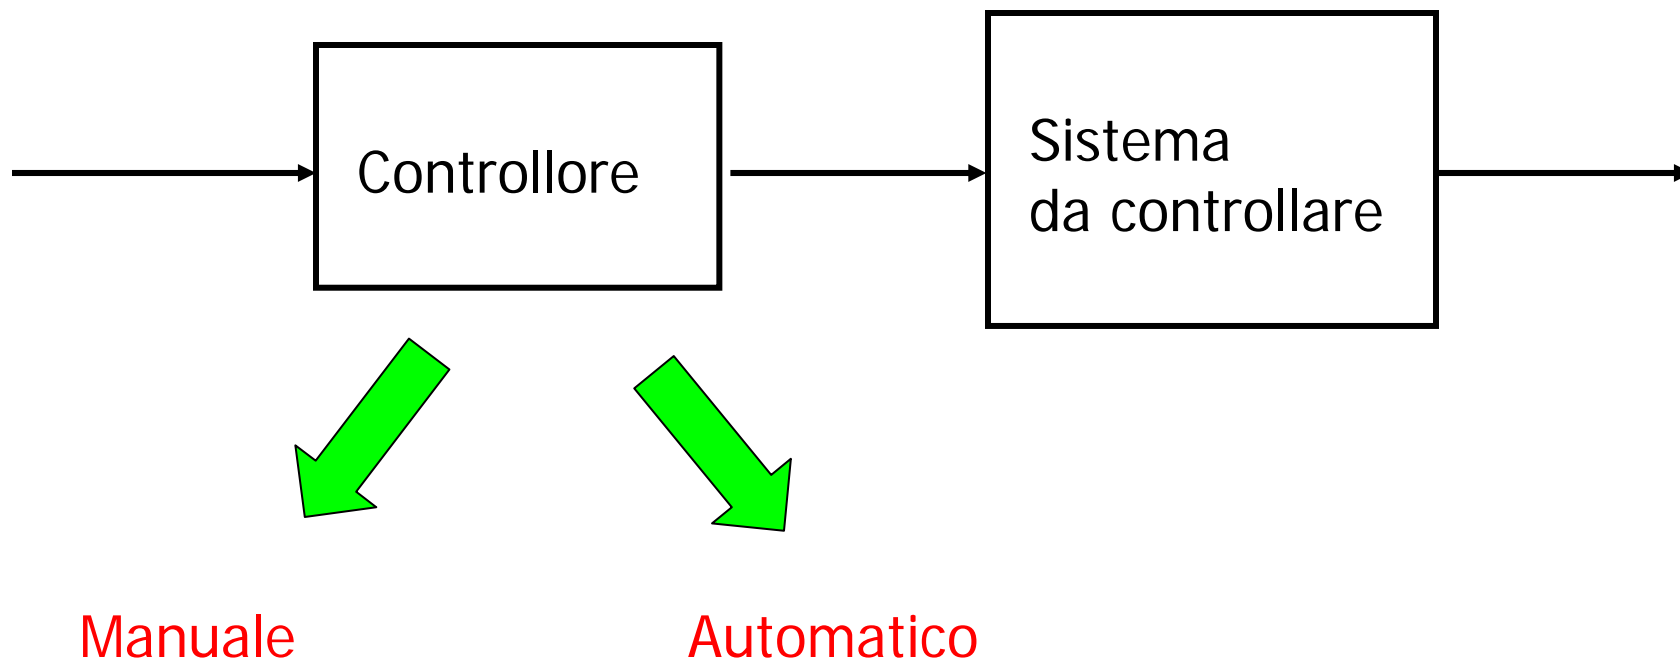 Controllore
Sistema
da controllare
Manuale
Automatico